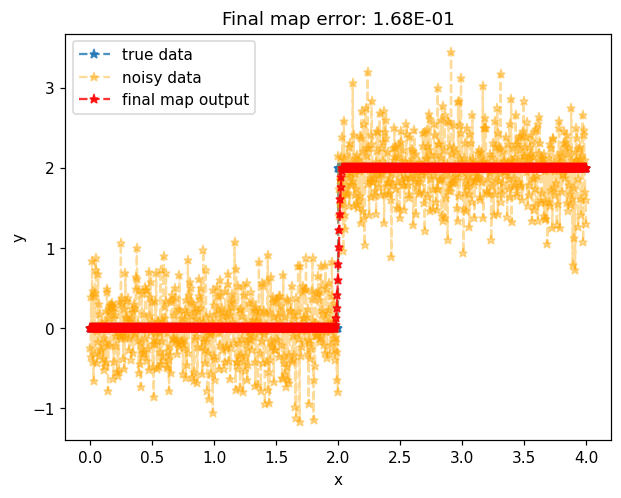 Final map error: 1.68E-01
true data
noisy data
final map output
y
3
2
1
0
−1
0.0 0.5 1.0 1.5 2.0 2.5 3.0 3.5 4.0
x